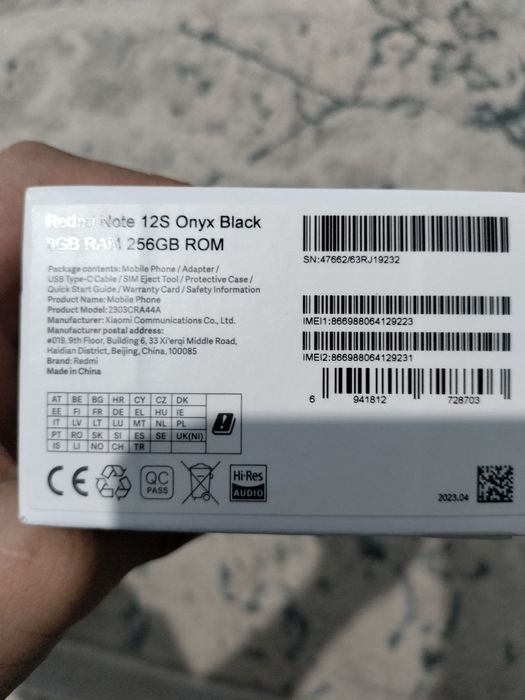 Redmi Note 12S Onyx Black
8GB RAM 256GB ROM
Package contents: Mobile Phone / Adapter /
USB Type-C Cable / SIM Eject Tool / Protective Case /
Quick Start Guide / Warranty Card / Safety Information
Product Name: Mobile Phone
Product Model: 2303CRA44A
Manufacturer: Xiaomi Communications Co., Ltd.
Manufacturer postal address:
#019, 9th Floor, Building 6, 33 Xi'erqi Middle Road,
Haidian District, Beijing, China, 100085
Brand: Redmi
Made in China
SN:47662/63RJ19232
IMEI1:866988064129223
IMEI2:866988064129231
6 941812 728703
AT BE BG HR CY CZ DK
EE FI FR DE EL HU IE
IT LV LT LU MT NL PL
PT RO SK SI ES SE UK(NI)
IS LI NO CH TR
CE
QC
PASS
Hi-Res
AUDIO
2023.04